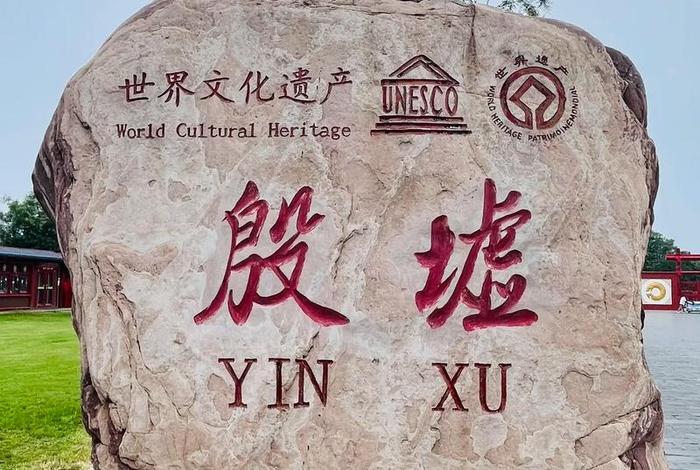 世界文化遗产
World Cultural Heritage
UNESCO
世界遗产
WORLD HERITAGE PATRIMOINE MONDIAL
殷墟
YIN XU